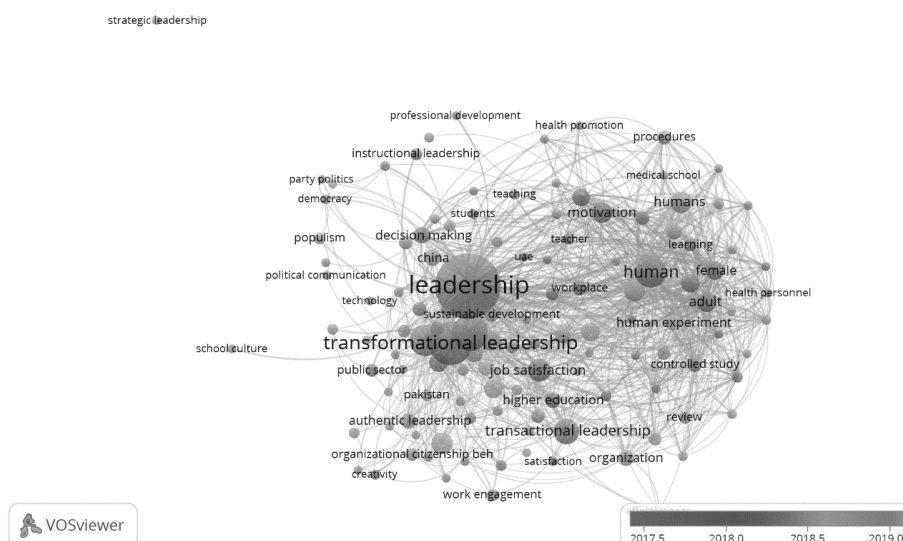 strategic leadership
professional development
health promotion
procedures
instructional leadership
medical school
party politics
teaching
democracy
humans
students
motivation
populism
decision making
teacher
learning
china
uae
human
female
political communication
leadership
workplace
health personnel
technology
adult
sustainable development
human experiment
transformational leadership
school culture
controlled study
public sector
job satisfaction
pakistan
higher education
authentic leadership
review
transactional leadership
organizational citizenship beh
satisfaction
organization
creativity
work engagement
effectiveness
VOSviewer
2017.5 2018.0 2018.5 2019.0